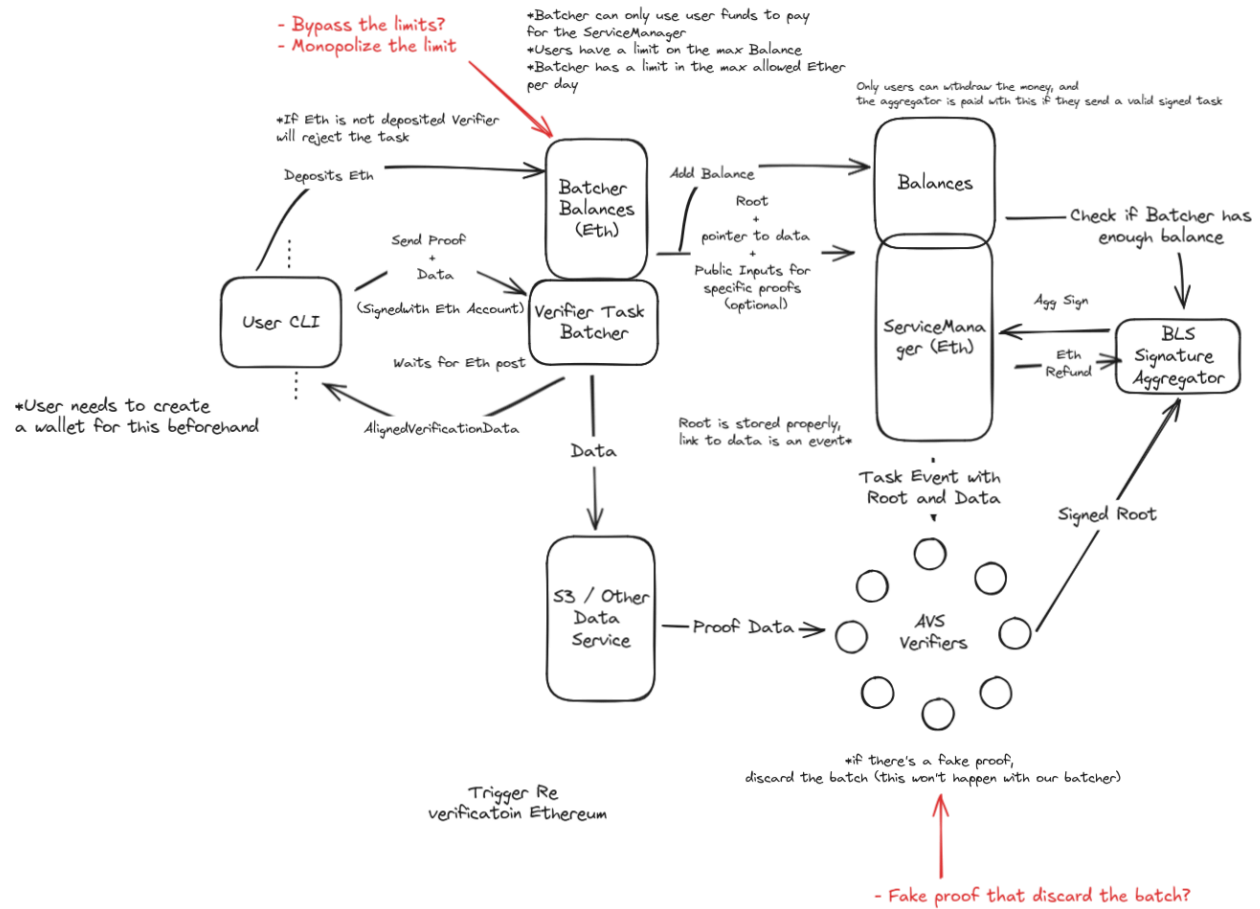 - Bypass the limits?
- Monopolize the limit
*Batcher can only use user funds to pay
for the ServiceManager
*Users have a limit on the max Balance
*Batcher has a limit in the max allowed Ether
per day
Only users can withdraw the money, and
the aggregator is paid with this if they send a valid signed task
*If Eth is not deposited Verifier
will reject the task
Deposits Eth
Batcher
Balances
(Eth)
Add Balance
Balances
Root
+
pointer to data
+
Public Inputs for
specific proofs
(optional)
Check if Batcher has
enough balance
Send Proof
+
Data
(Signedwith Eth Account)
User CLI
Verifier Task
Batcher
ServiceMana
ger (Eth)
Agg Sign
Eth
Refund
BLS
Signature
Aggregator
Waits for Eth post
AlignedVerificationData
*User needs to create
a wallet for this beforehand
Root is stored properly,
link to data is an event*
Data
Task Event with
Root and Data
Signed Root
S3 / Other
Data
Service
Proof Data
AVS
Verifiers
*if there's a fake proof,
discard the batch (this won't happen with our batcher)
Trigger Re
verificatoin Ethereum
- Fake proof that discard the batch?